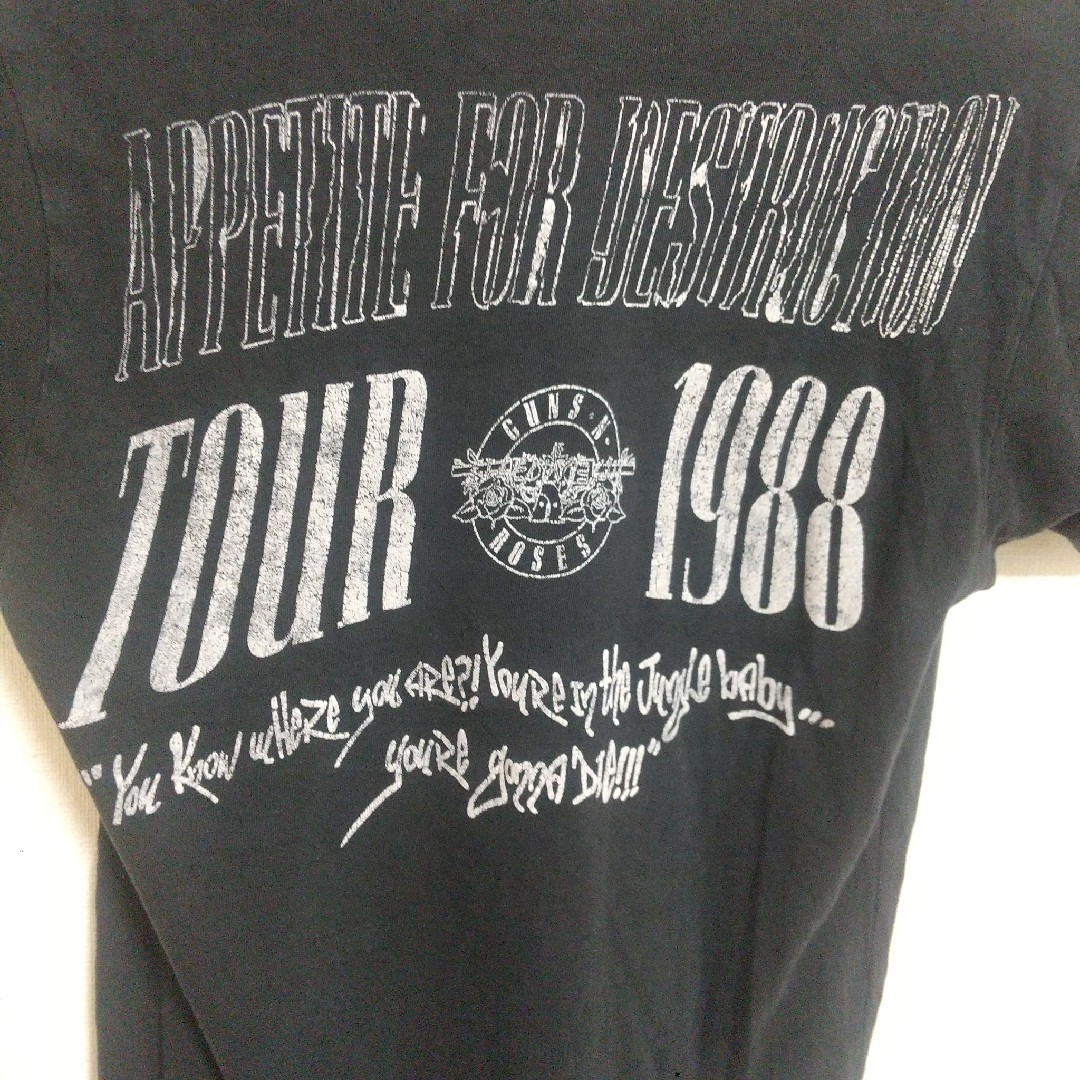 APPETITE FOR DESTRUCTION
TOUR 1988
GUNS N'
ROSES
"You Know wHeRe you ARe?! You're In the Jungle baby...
you're gonna Die!!!"